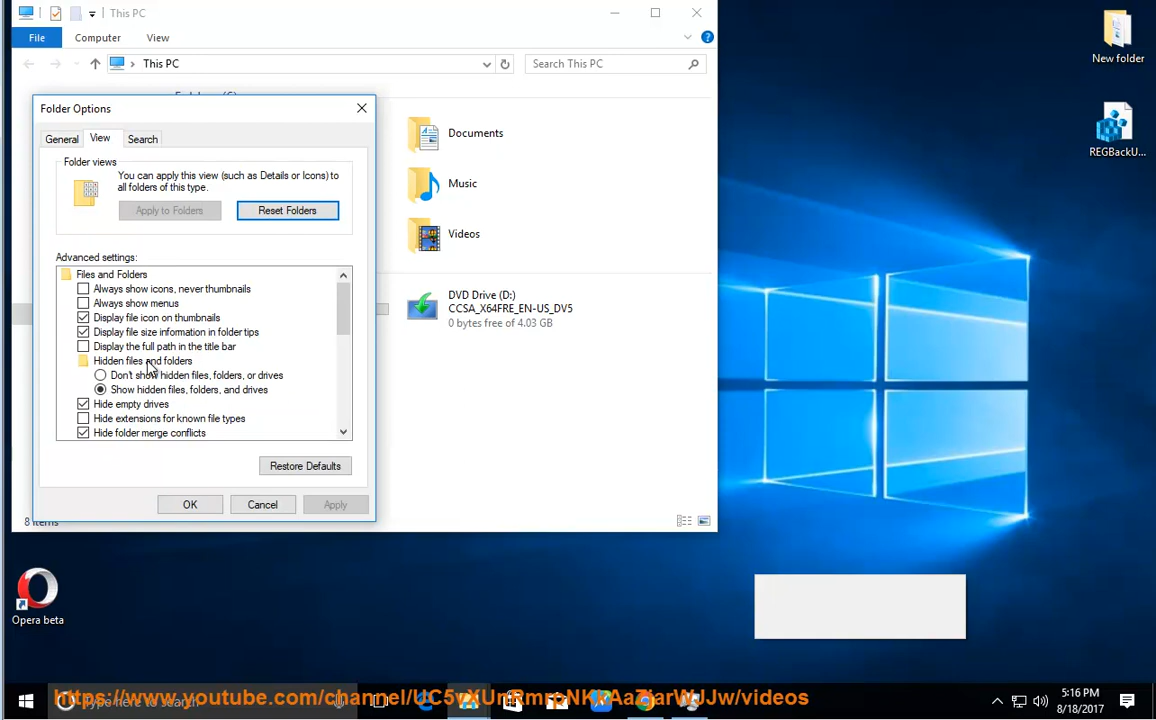 This PC
File
Computer
View
This PC
Search This PC
Folder Options
General
View
Search
Folder views
You can apply this view (such as Details or Icons) to
all folders of this type.
Apply to Folders
Reset Folders
Advanced settings:
Files and Folders
Always show icons, never thumbnails
Always show menus
Display file icon on thumbnails
Display file size information in folder tips
Display the full path in the title bar
Hidden files and folders
Don't show hidden files, folders, or drives
Show hidden files, folders, and drives
Hide empty drives
Hide extensions for known file types
Hide folder merge conflicts
Restore Defaults
OK
Cancel
Apply
Documents
Music
Videos
DVD Drive (D:)
CCSA_X64FRE_EN-US_DV5
0 bytes free of 4.03 GB
8 items
New folder
REGBackU...
Opera beta
Type here to search
5:16 PM
8/18/2017